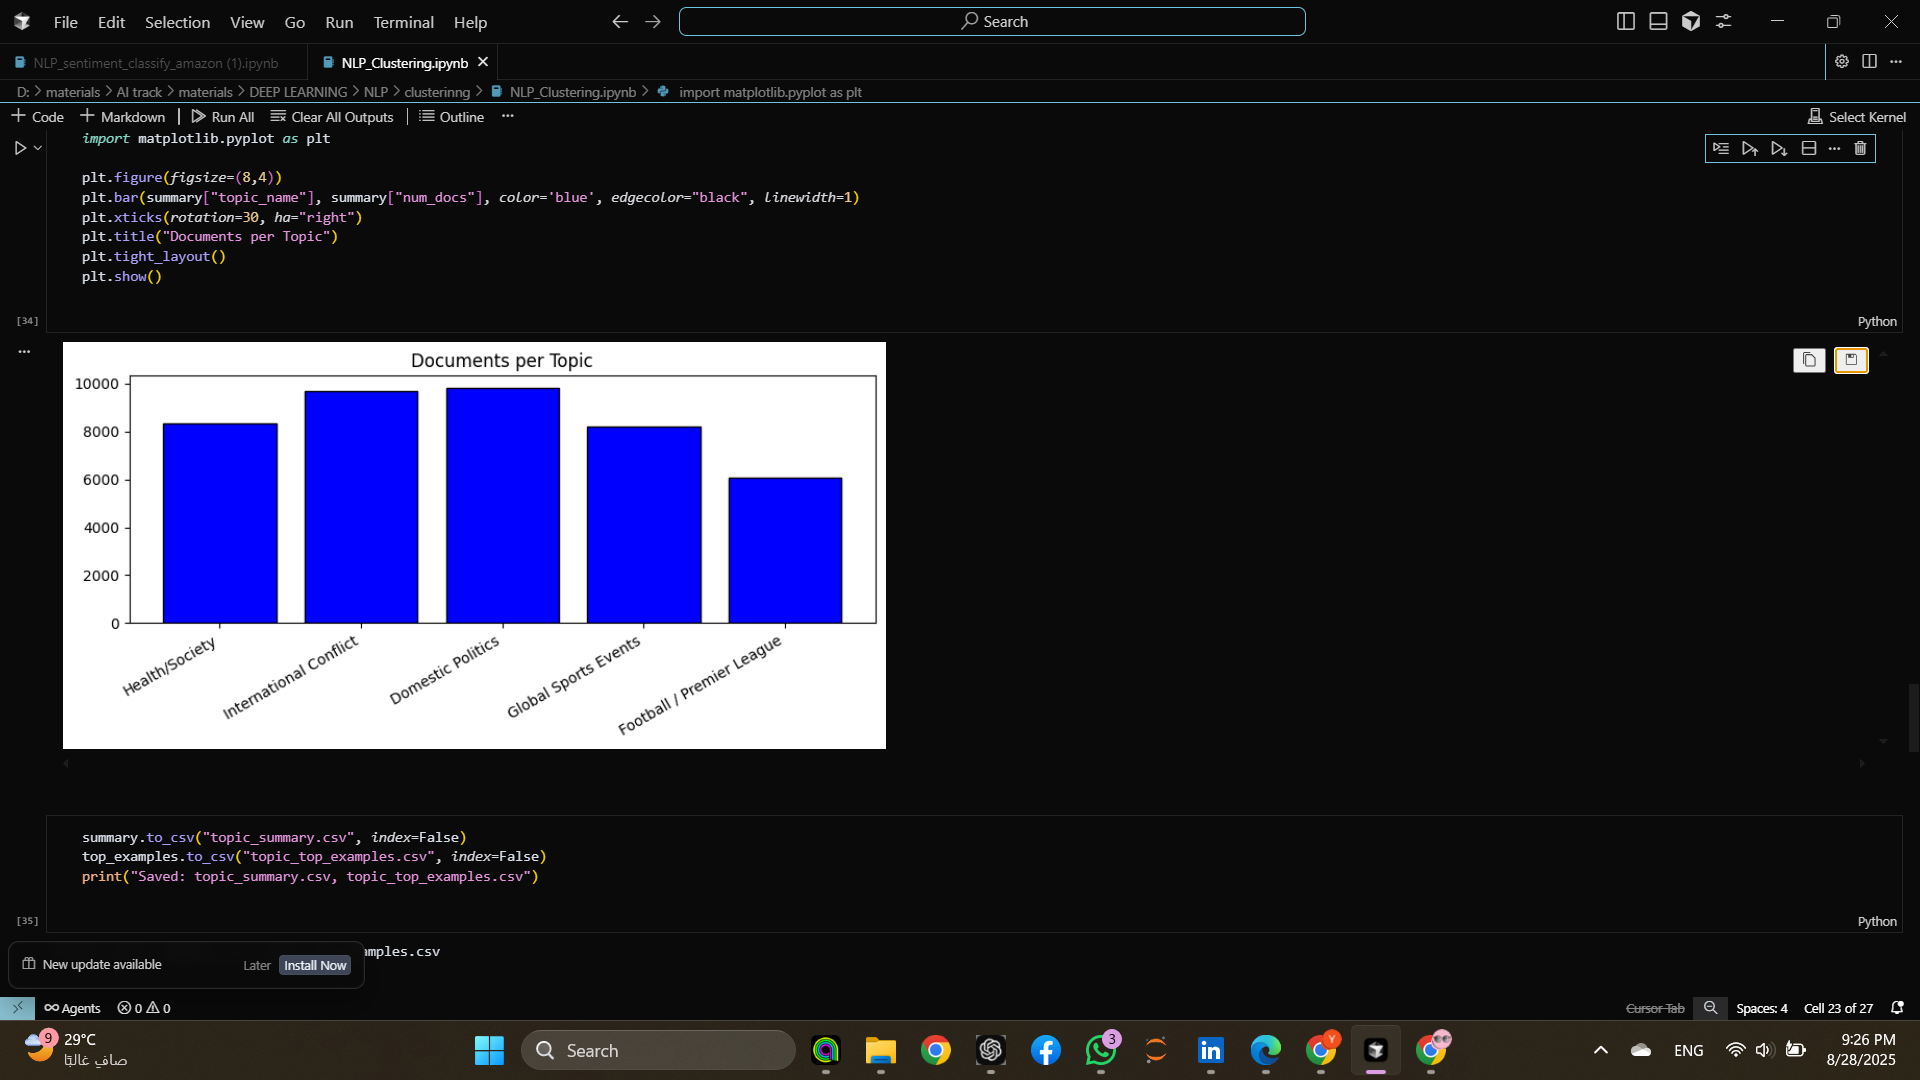 File Edit Selection View Go Run Terminal Help
Search
NLP_sentiment_classify_amazon (1).ipynb
NLP_Clustering.ipynb
D: > materials > AI track > materials > DEEP LEARNING > NLP > clusterinng > NLP_Clustering.ipynb > import matplotlib.pyplot as plt
+ Code + Markdown | Run All Clear All Outputs | Outline ...
Select Kernel
import matplotlib.pyplot as plt
plt.figure(figsize=(8,4))
plt.bar(summary["topic_name"], summary["num_docs"], color='blue', edgecolor="black", linewidth=1)
plt.xticks(rotation=30, ha="right")
plt.title("Documents per Topic")
plt.tight_layout()
plt.show()
[34]
Python
Documents per Topic
10000
8000
6000
4000
2000
0
Health/Society
International Conflict
Domestic Politics
Global Sports Events
Football / Premier League
summary.to_csv("topic_summary.csv", index=False)
top_examples.to_csv("topic_top_examples.csv", index=False)
print("Saved: topic_summary.csv, topic_top_examples.csv")
[35]
Python
amples.csv
New update available
Later
Install Now
Agents 0 0
Cursor Tab
Spaces: 4
Cell 23 of 27
9
29°C
صافٍ غالبًا
Search
3
Y
ENG
9:26 PM
8/28/2025